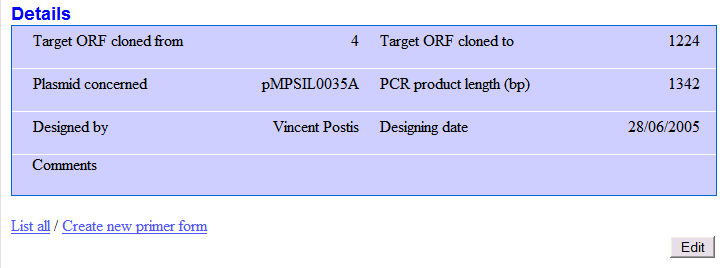 Details
Target ORF cloned from 4 Target ORF cloned to 1224
Plasmid concerned pMPSIL0035A PCR product length (bp) 1342
Designed by Vincent Postis Designing date 28/06/2005
Comments
List all / Create new primer form
Edit